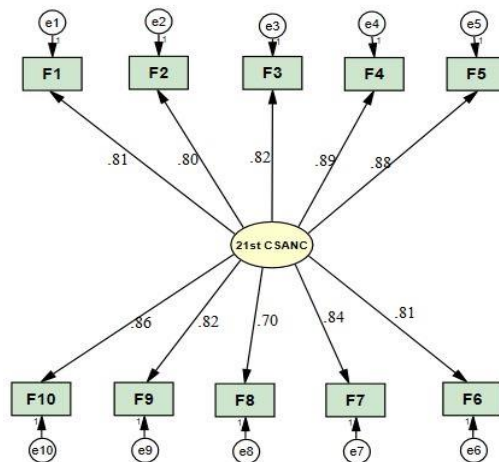 e1 e2 e3 e4 e5
1 1 1 1 1
F1 F2 F3 F4 F5
.81 .80 .82 .89 .88
21st CSANC
.86 .82 .70 .84 .81
F10 F9 F8 F7 F6
1 1 1 1 1
e10 e9 e8 e7 e6